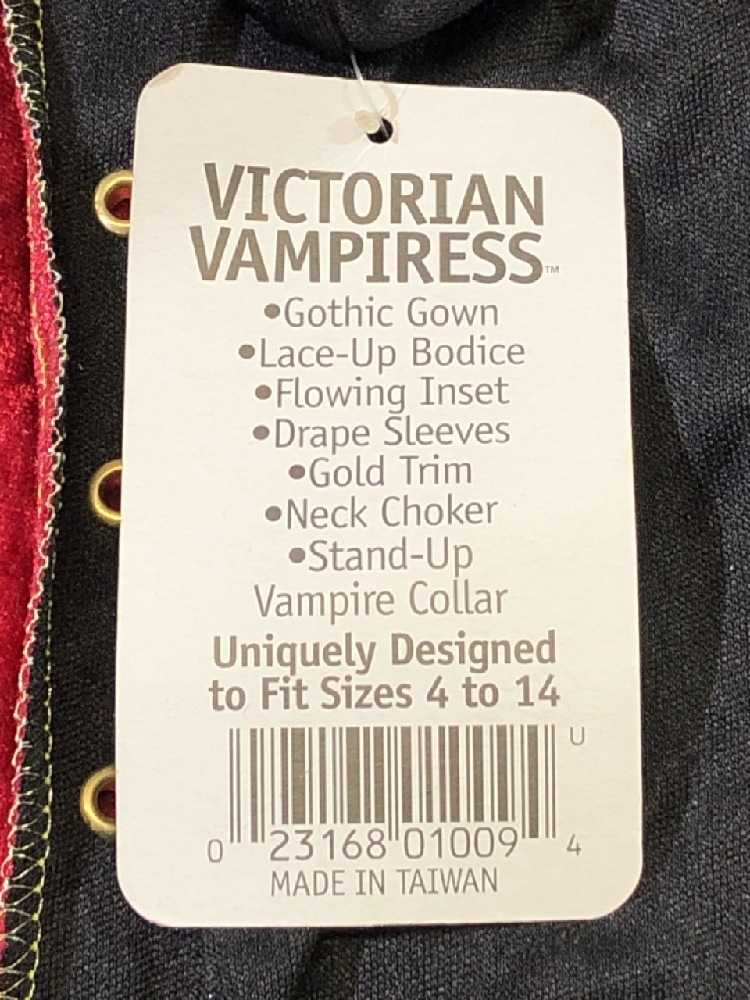 VICTORIAN
VAMPIRESS™
•Gothic Gown
•Lace-Up Bodice
•Flowing Inset
•Drape Sleeves
•Gold Trim
•Neck Choker
•Stand-Up
Vampire Collar
Uniquely Designed
to Fit Sizes 4 to 14
U
0 23168 01009 4
MADE IN TAIWAN